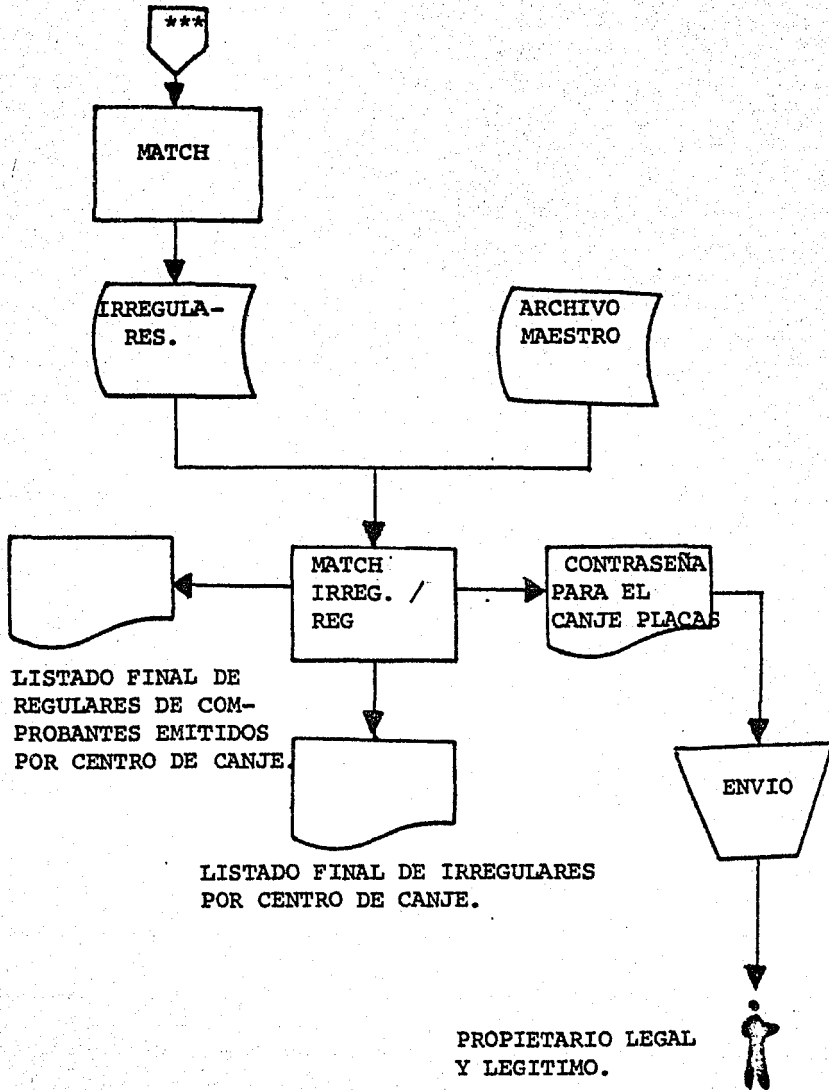 ***
MATCH
IRREGULA-
RES.
ARCHIVO
MAESTRO
MATCH
IRREG. /
REG
CONTRASEÑA
PARA EL
CANJE PLACAS
LISTADO FINAL DE
REGULARES DE COM-
PROBANTES EMITIDOS
POR CENTRO DE CANJE.
ENVIO
LISTADO FINAL DE IRREGULARES
POR CENTRO DE CANJE.
PROPIETARIO LEGAL
Y LEGITIMO.